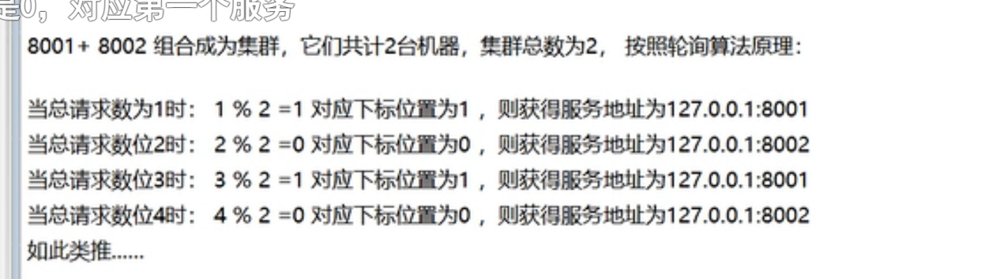 是0，对应第一个服务
8001+ 8002 组合成为集群，它们共计2台机器，集群总数为2， 按照轮询算法原理：
当总请求数为1时： 1 % 2 =1 对应下标位置为1 ，则获得服务地址为127.0.0.1:8001
当总请求数位2时： 2 % 2 =0 对应下标位置为0 ，则获得服务地址为127.0.0.1:8002
当总请求数位3时： 3 % 2 =1 对应下标位置为1 ，则获得服务地址为127.0.0.1:8001
当总请求数位4时： 4 % 2 =0 对应下标位置为0 ，则获得服务地址为127.0.0.1:8002
如此类推......